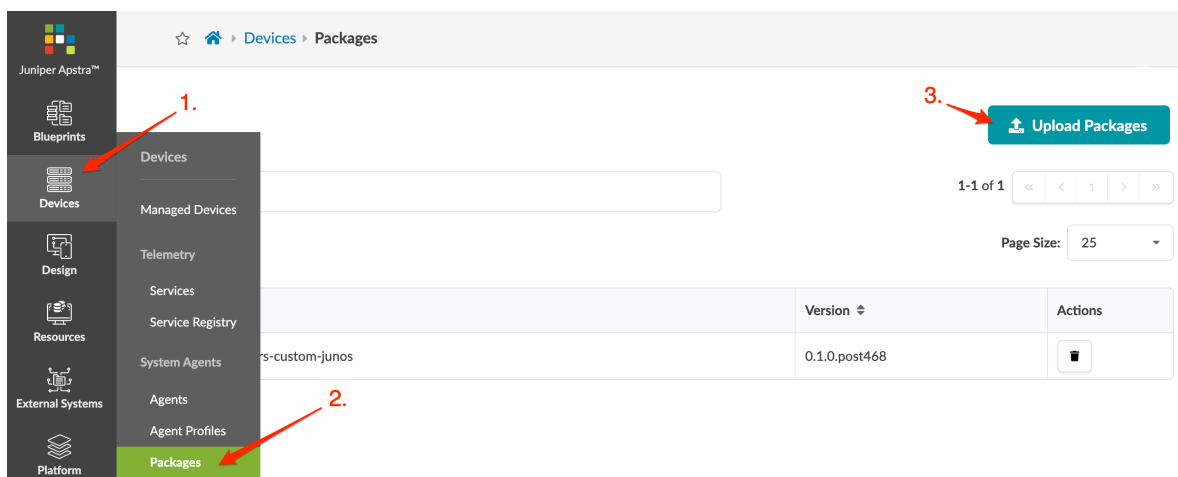 Juniper Apstra™
Blueprints
Devices
Design
Resources
External Systems
Platform
Devices
Managed Devices
Telemetry
Services
Service Registry
System Agents
Agents
Agent Profiles
Packages
Devices Packages
1.
2.
3.
Upload Packages
1-1 of 1 « < 1 > »
Page Size: 25
Version Actions
rs-custom-junos 0.1.0.post468